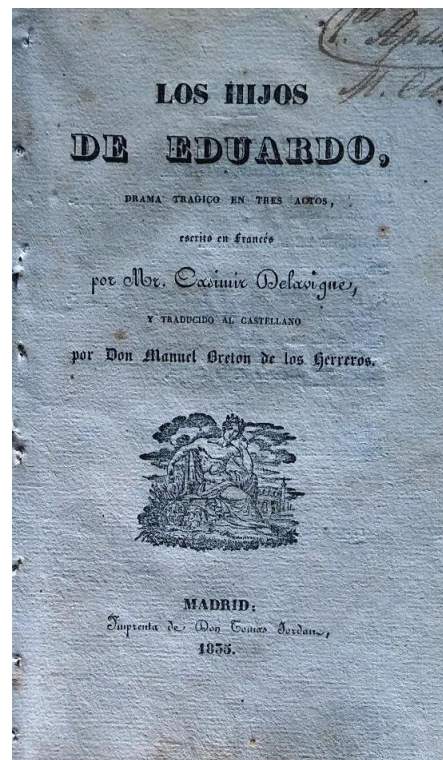 LOS HIJOS
DE EDUARDO,
DRAMA TRAGICO EN TRES ACTOS,
escrito en francés
por Mr. Casimir Delavigne,
Y TRADUCIDO AL CASTELLANO
por Don Manuel Breton de los Herreros.
MADRID:
Imprenta de Don Tomas Jordan,
1835.